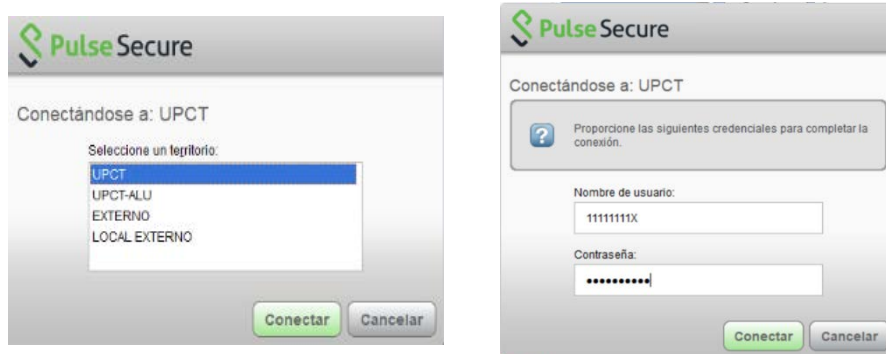 Pulse Secure
Conectándose a: UPCT
Seleccione un territorio:
UPCT
UPCT-ALU
EXTERNO
LOCAL EXTERNO
Conectar Cancelar
Pulse Secure
Conectándose a: UPCT
Proporcione las siguientes credenciales para completar la
conexión.
Nombre de usuario:
11111111X
Contraseña:
••••••••••
Conectar Cancelar